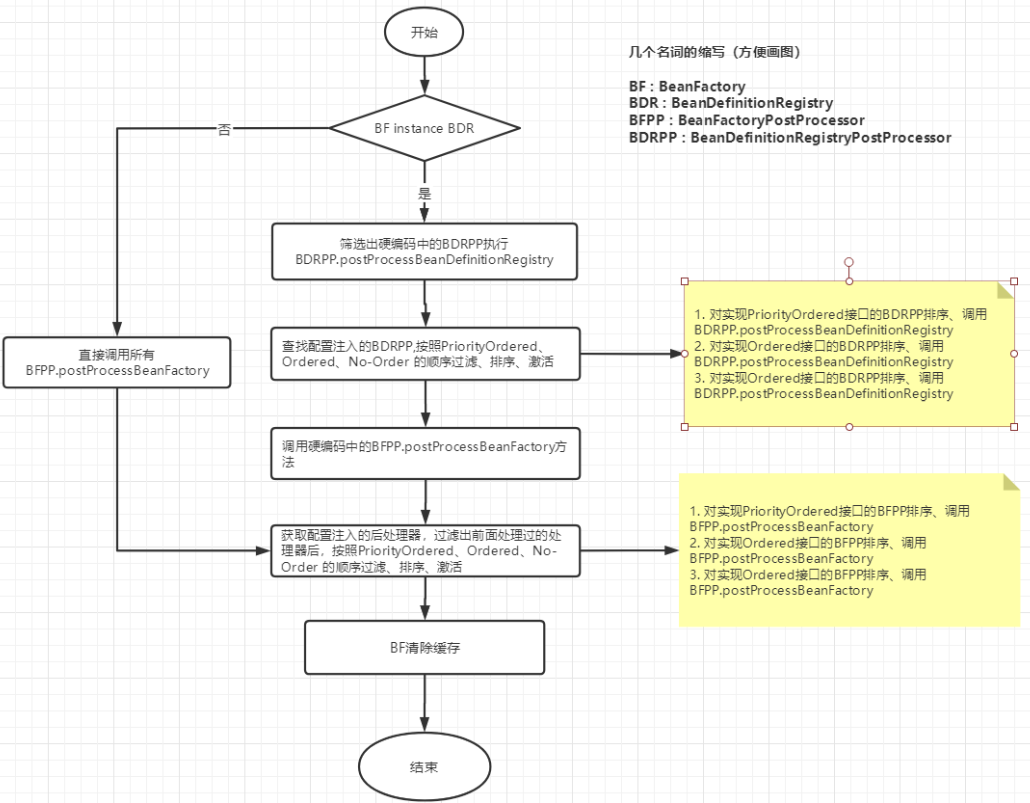 开始
几个名词的缩写（方便画图）
BF : BeanFactory
BDR : BeanDefinitionRegistry
BFPP : BeanFactoryPostProcessor
BDRPP : BeanDefinitionRegistryPostProcessor
BF instance BDR
否
是
筛选出硬编码中的BDRPP执行
BDRPP.postProcessBeanDefinitionRegistry
直接调用所有
BFPP.postProcessBeanFactory
查找配置注入的BDRPP,按照PriorityOrdered、
Ordered、No-Order 的顺序过滤、排序、激活
1. 对实现PriorityOrdered接口的BDRPP排序、调用
BDRPP.postProcessBeanDefinitionRegistry
2. 对实现Ordered接口的BDRPP排序、调用
BDRPP.postProcessBeanDefinitionRegistry
3. 对实现Ordered接口的BDRPP排序、调用
BDRPP.postProcessBeanDefinitionRegistry
调用硬编码中的BFPP.postProcessBeanFactory方
法
获取配置注入的后处理器，过滤出前面处理过的处
理器后，按照PriorityOrdered、Ordered、No-
Order 的顺序过滤、排序、激活
1. 对实现PriorityOrdered接口的BFPP排序、调用
BFPP.postProcessBeanFactory
2. 对实现Ordered接口的BFPP排序、调用
BFPP.postProcessBeanFactory
3. 对实现Ordered接口的BFPP排序、调用
BFPP.postProcessBeanFactory
BF清除缓存
结束